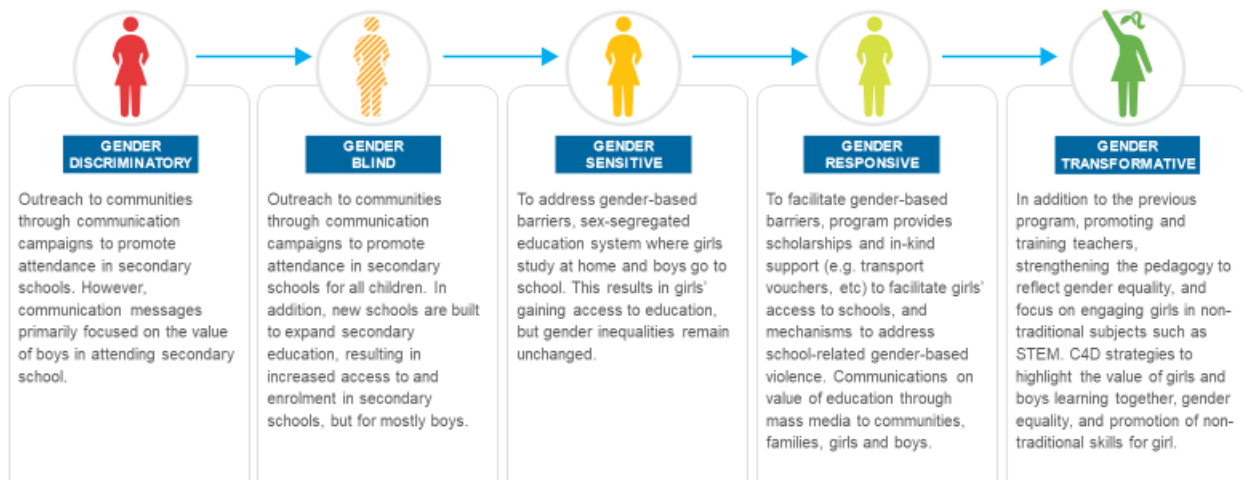 GENDER
DISCRIMINATORY
Outreach to communities
through communication
campaigns to promote
attendance in secondary
schools. However,
communication messages
primarily focused on the value
of boys in attending secondary
school.
GENDER
BLIND
Outreach to communities
through communication
campaigns to promote
attendance in secondary
schools for all children. In
addition, new schools are built
to expand secondary
education, resulting in
increased access to and
enrolment in secondary
schools, but for mostly boys.
GENDER
SENSITIVE
To address gender-based
barriers, sex-segregated
education system where girls
study at home and boys go to
school. This results in girls'
gaining access to education,
but gender inequalities remain
unchanged.
GENDER
RESPONSIVE
To facilitate gender-based
barriers, program provides
scholarships and in-kind
support (e.g. transport
vouchers, etc) to facilitate girls'
access to schools, and
mechanisms to address
school-related gender-based
violence. Communications on
value of education through
mass media to communities,
families, girls and boys.
GENDER
TRANSFORMATIVE
In addition to the previous
program, promoting and
training teachers,
strengthening the pedagogy to
reflect gender equality, and
focus on engaging girls in non-
traditional subjects such as
STEM. C4D strategies to
highlight the value of girls and
boys learning together, gender
equality, and promotion of non-
traditional skills for girl.